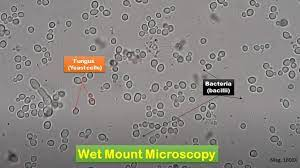 Fungus
(Yeast cells)
Bacteria
(bacilli)
Wet Mount Microscopy